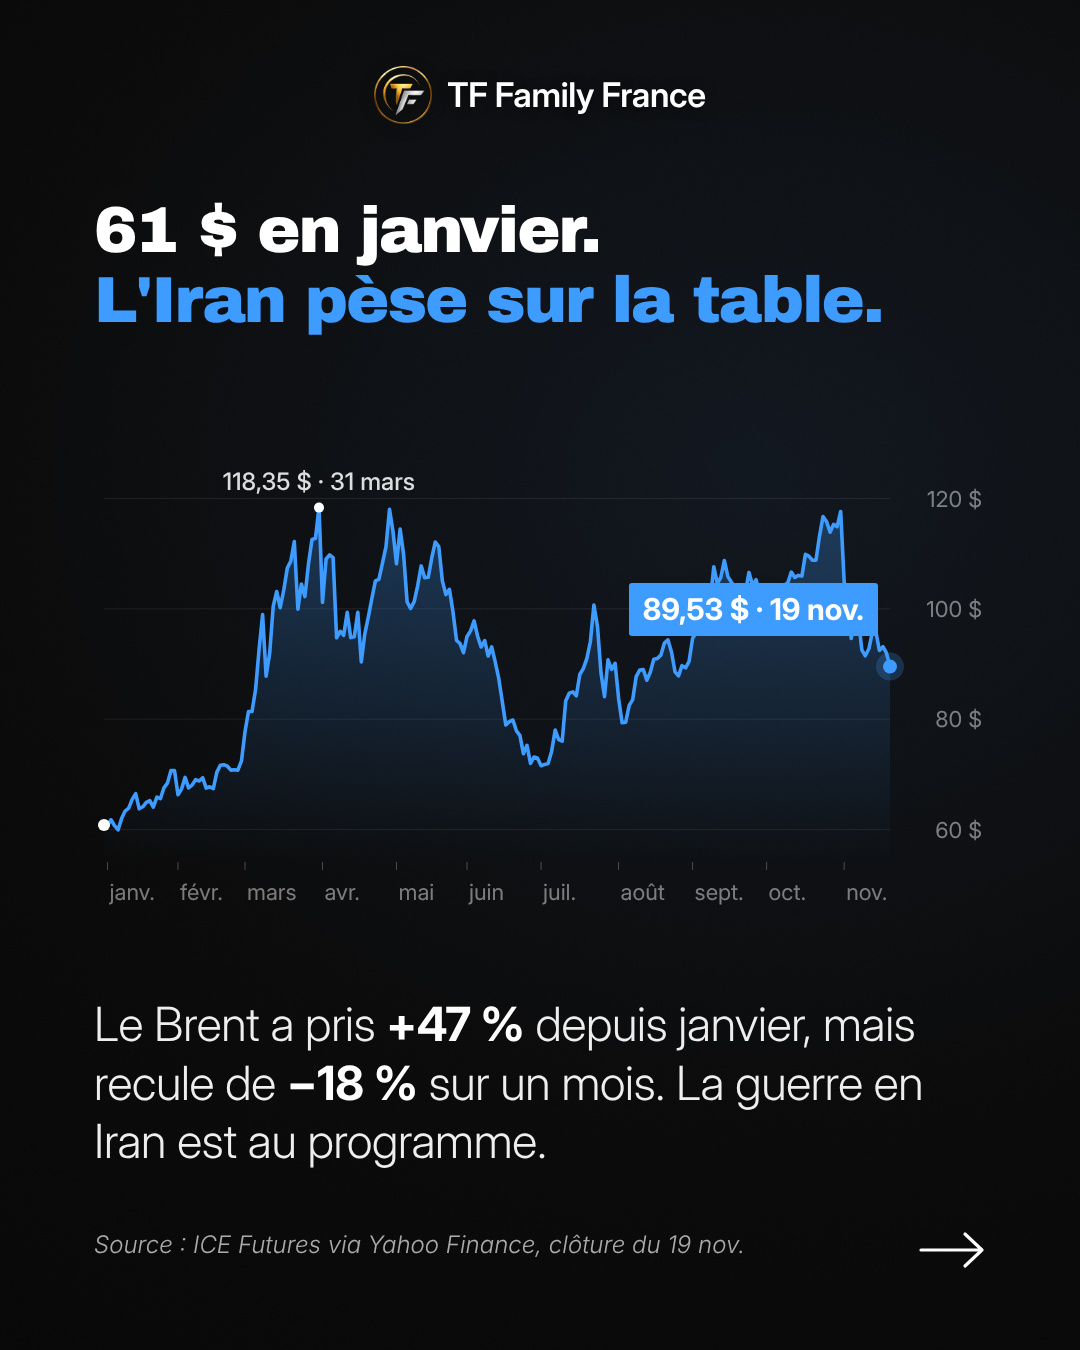 TF TF Family France
61 $ en janvier.
L'Iran pèse sur la table.
118,35 $ · 31 mars
120 $
89,53 $ · 19 nov.
100 $
80 $
60 $
janv. févr. mars avr. mai juin juil. août sept. oct. nov.
Le Brent a pris +47 % depuis janvier, mais
recule de −18 % sur un mois. La guerre en
Iran est au programme.
Source : ICE Futures via Yahoo Finance, clôture du 19 nov.